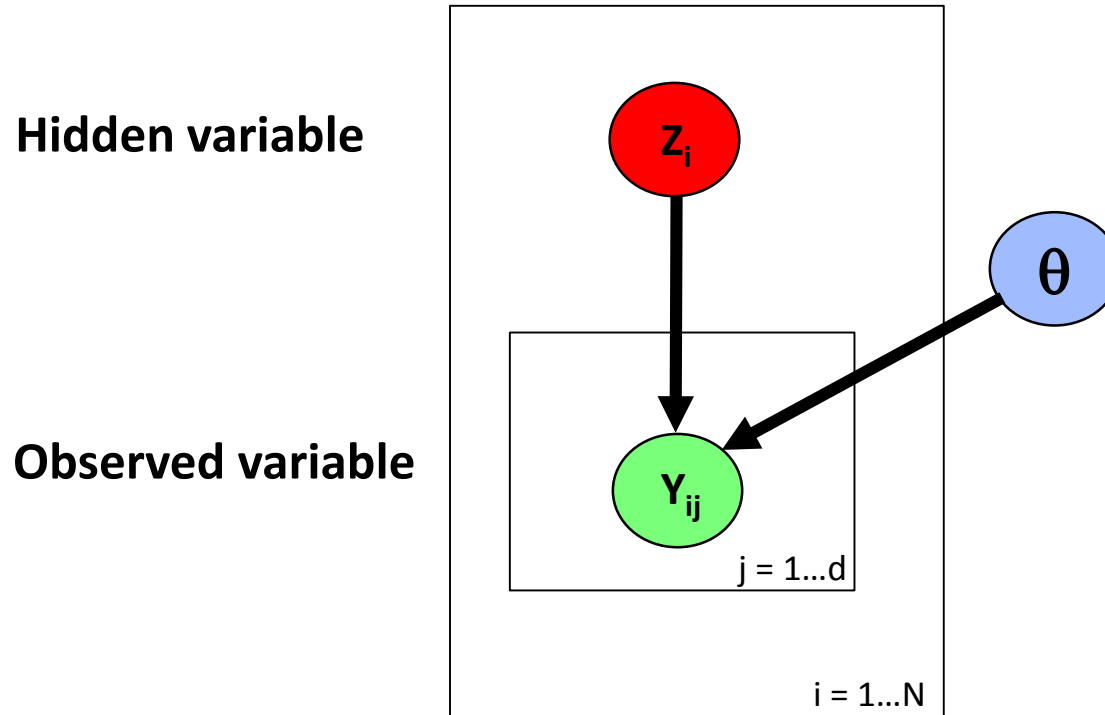 Hidden variable
Zi
θ
Observed variable
Yij
j = 1...d
i = 1...N